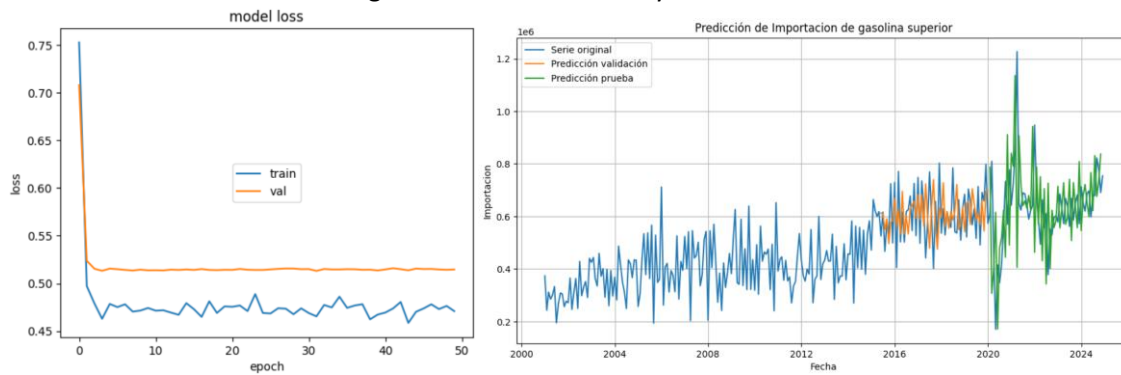 model loss
0.75
0.70
0.65
0.60
0.55
0.50
0.45
loss
train
val
0
10
20
30
40
50
epoch
Predicción de Importacion de gasolina superior
1e6
Serie original
Predicción validación
Predicción prueba
1.2
1.0
0.8
0.6
0.4
0.2
Importacion
2000
2004
2008
2012
2016
2020
2024
Fecha